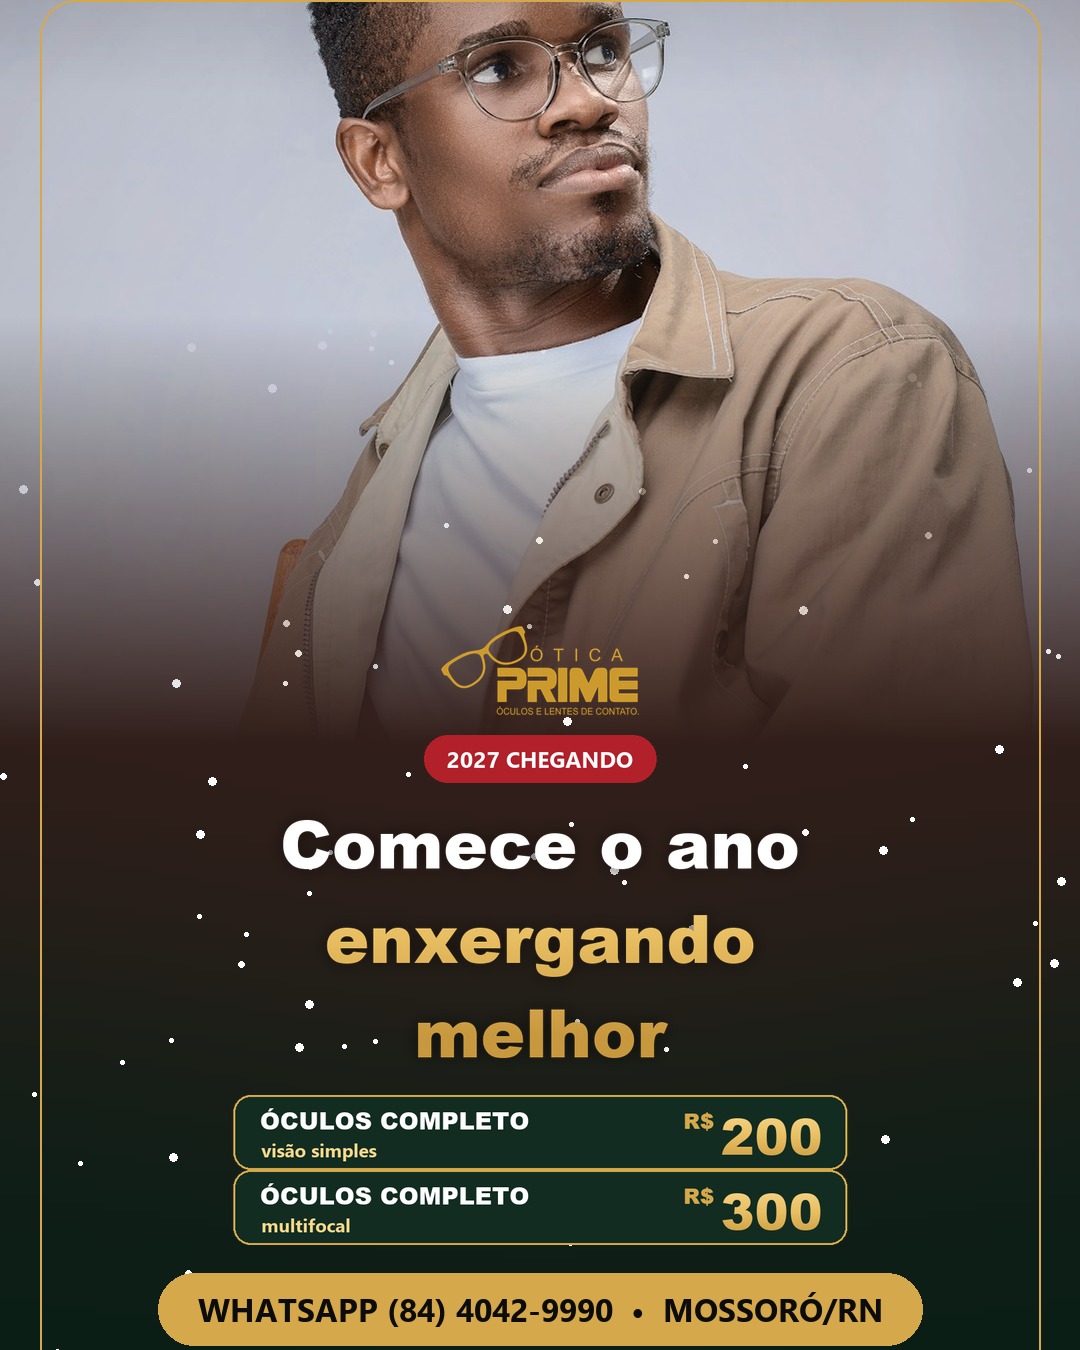 ÓTICA
PRIME
ÓCULOS E LENTES DE CONTATO.
2027 CHEGANDO
Comece o ano
enxergando
melhor
ÓCULOS COMPLETO
R$ 200
visão simples
ÓCULOS COMPLETO
R$ 300
multifocal
WHATSAPP (84) 4042-9990 • MOSSORÓ/RN